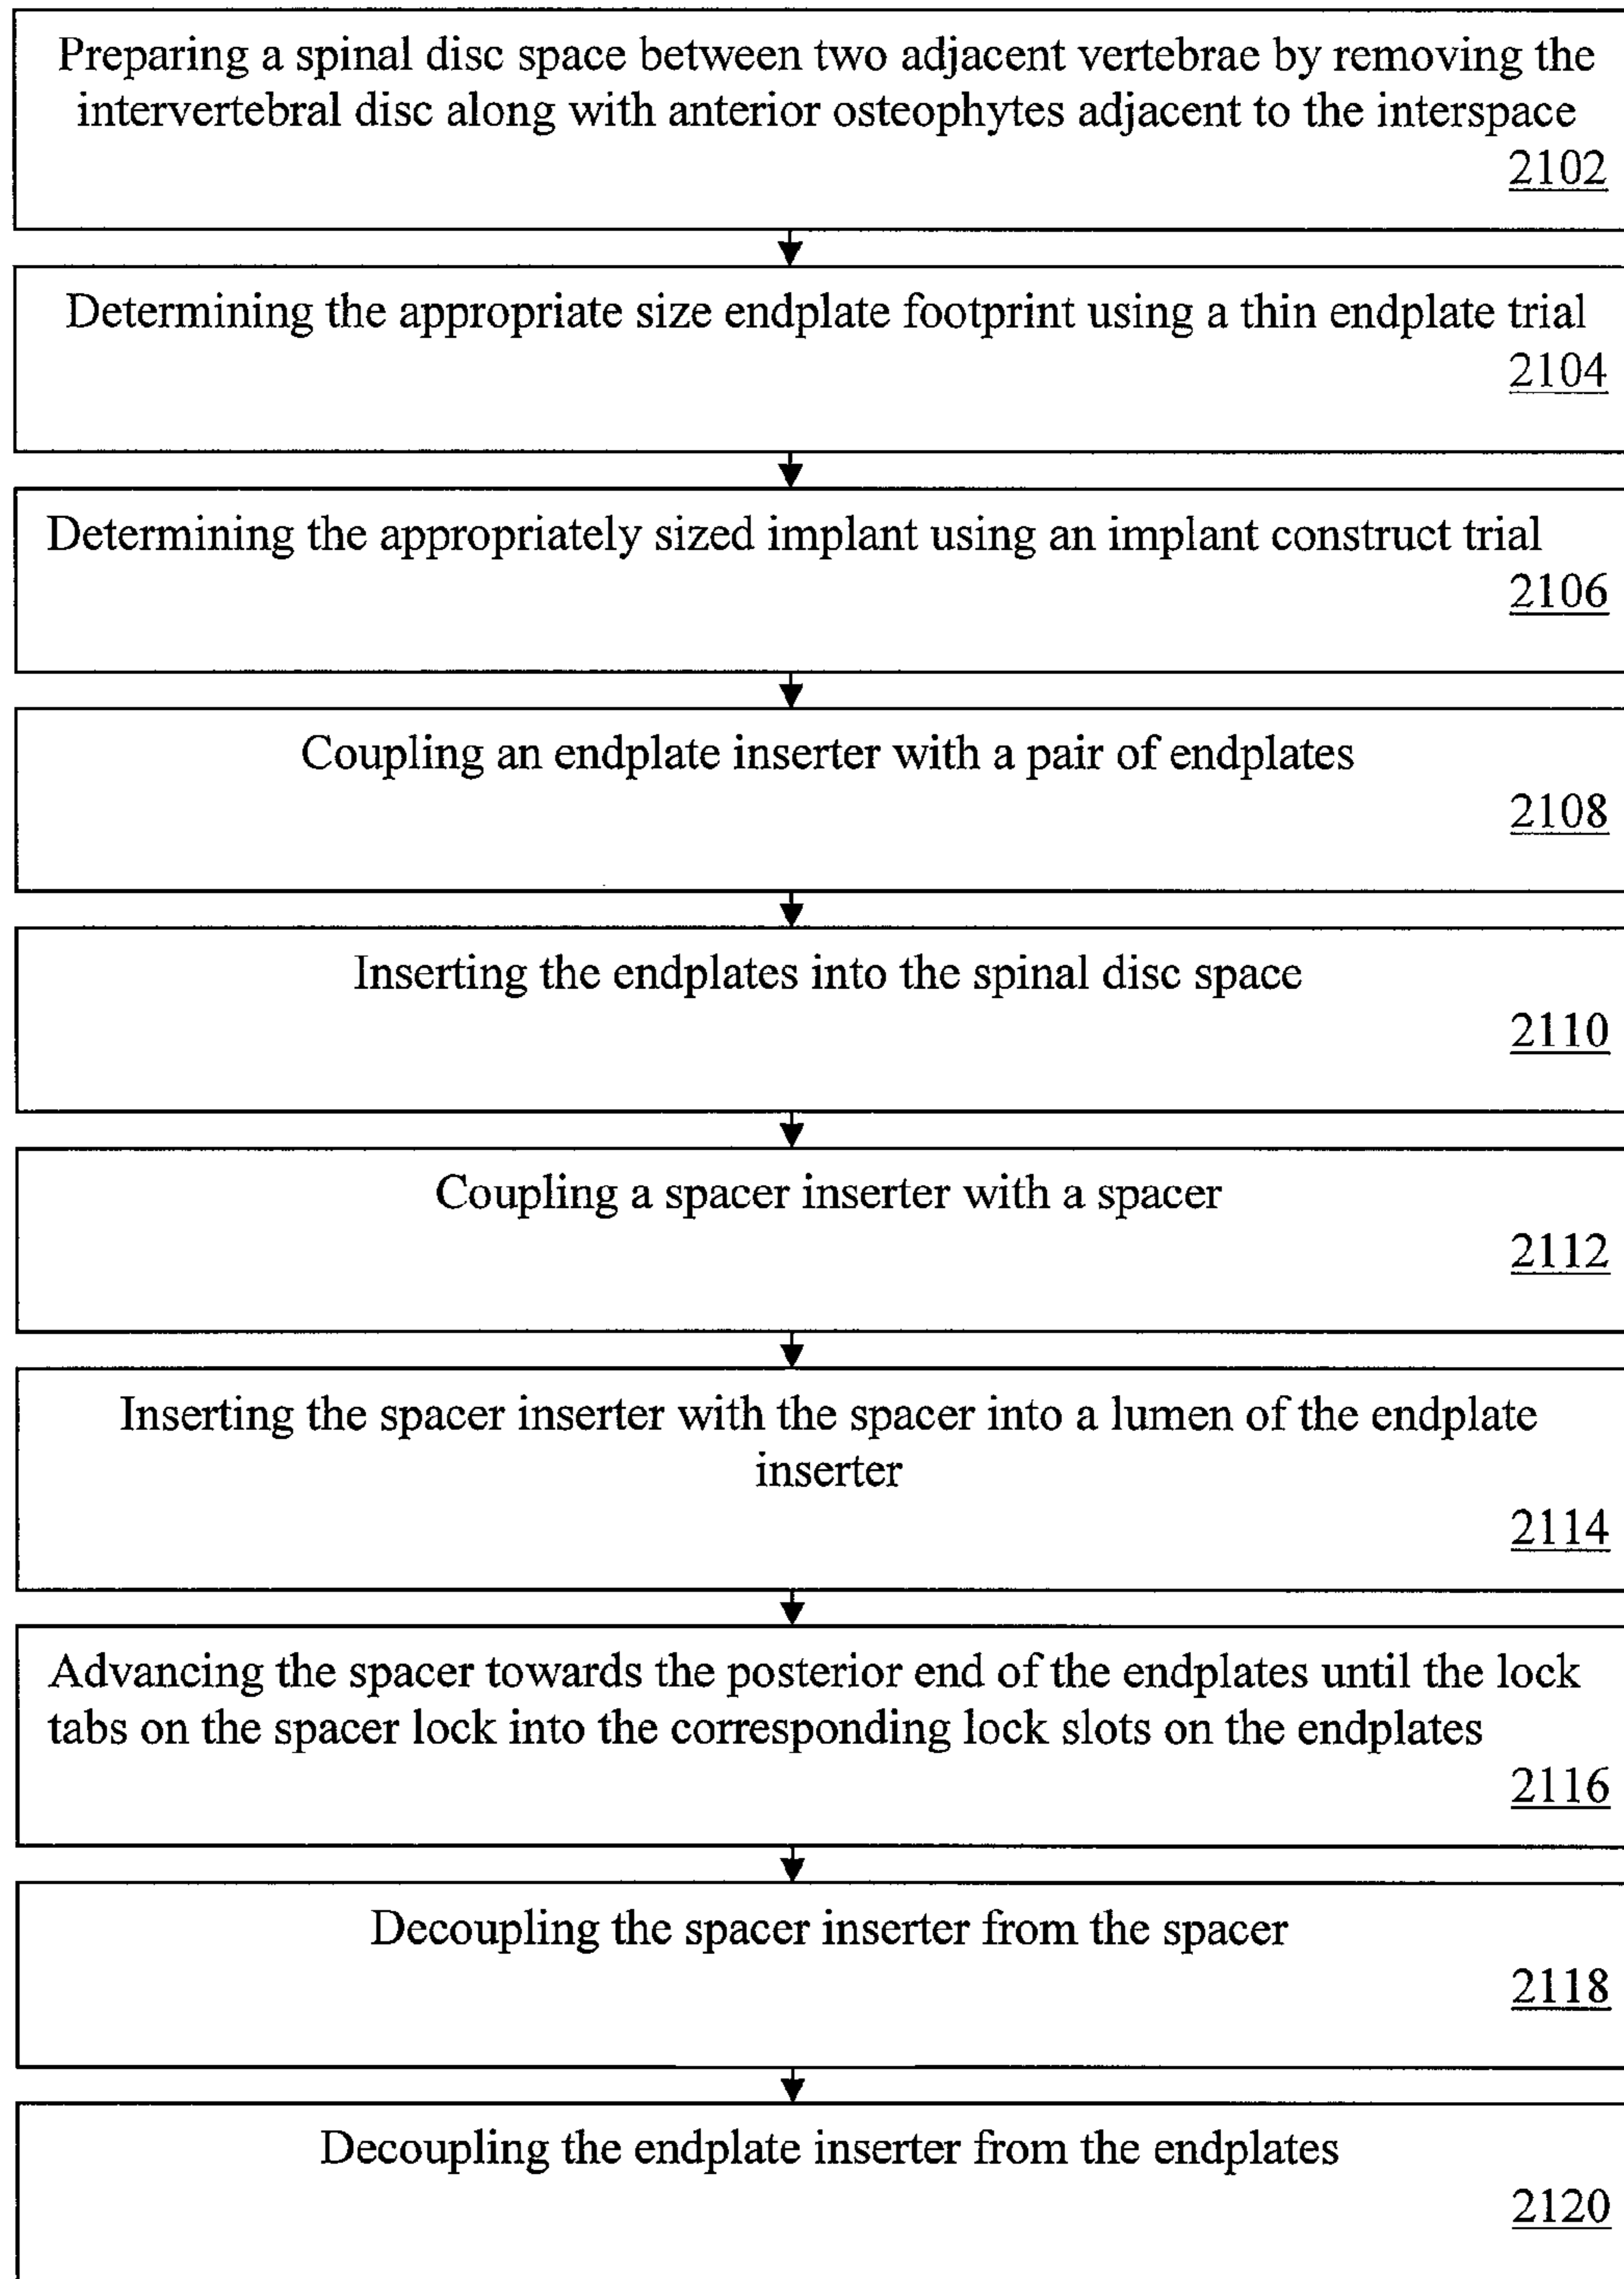 Preparing a spinal disc space between two adjacent vertebrae by removing the
intervertebral disc along with anterior osteophytes adjacent to the interspace
2102
Determining the appropriate size endplate footprint using a thin endplate trial
2104
Determining the appropriately sized implant using an implant construct trial
2106
Coupling an endplate inserter with a pair of endplates
2108
Inserting the endplates into the spinal disc space
2110
Coupling a spacer inserter with a spacer
2112
Inserting the spacer inserter with the spacer into a lumen of the endplate
inserter
2114
Advancing the spacer towards the posterior end of the endplates until the lock
tabs on the spacer lock into the corresponding lock slots on the endplates
2116
Decoupling the spacer inserter from the spacer
2118
Decoupling the endplate inserter from the endplates
2120